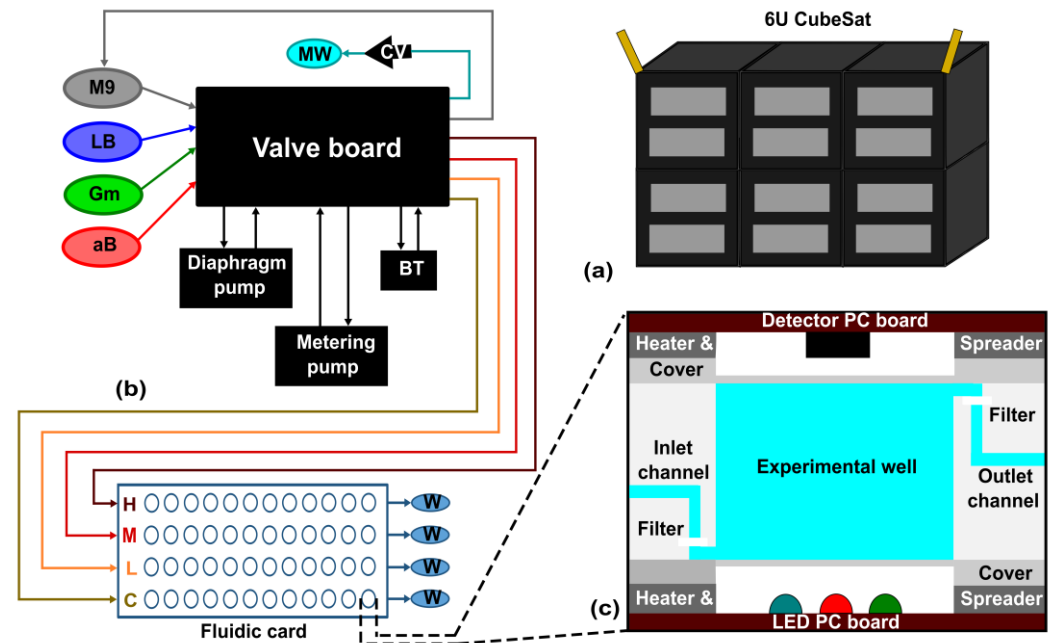 6U CubeSat
(a)
M9
LB
Gm
aB
MW
CV
Valve board
Diaphragm
pump
Metering
pump
BT
(b)
H
M
L
C
W
W
W
W
Fluidic card
Detector PC board
Heater &
Spreader
Cover
Filter
Inlet
channel
Experimental well
Outlet
channel
Filter
Cover
Heater &
Spreader
(c)
LED PC board